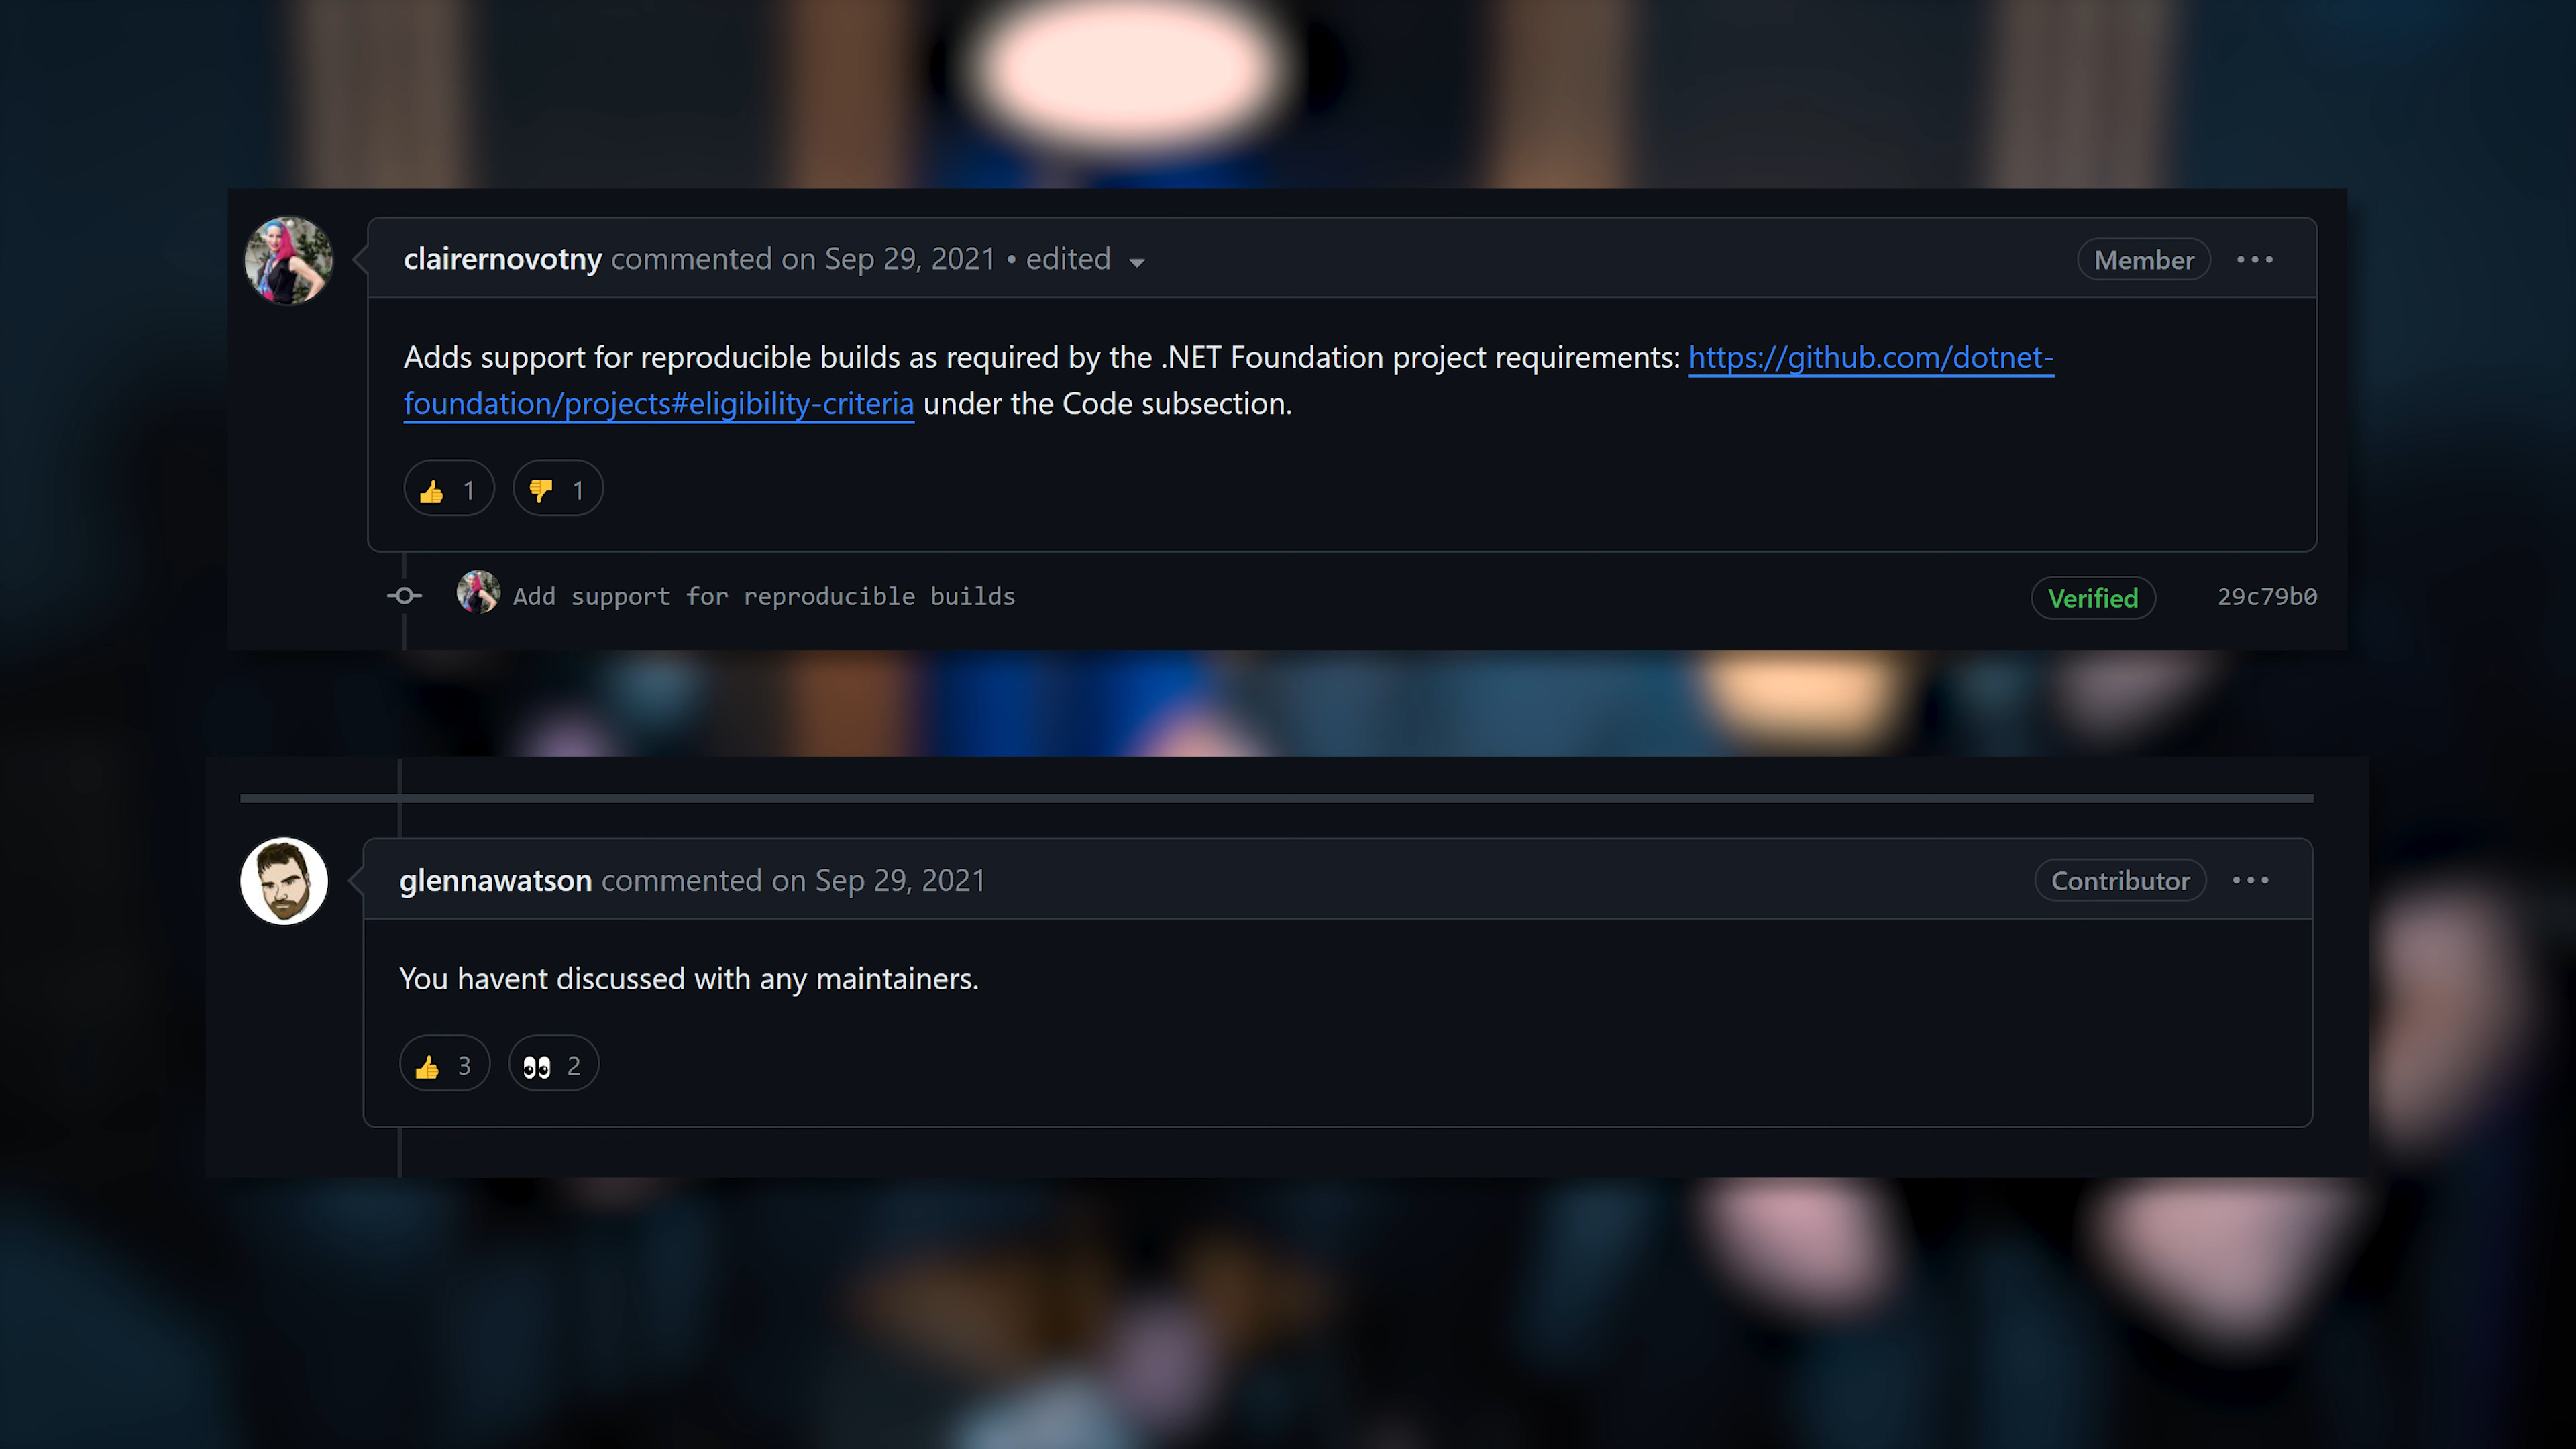 clairernovotny commented on Sep 29, 2021 • edited
Member
Adds support for reproducible builds as required by the .NET Foundation project requirements: https://github.com/dotnet-
foundation/projects#eligibility-criteria under the Code subsection.
👍 1 👎 1
Add support for reproducible builds
Verified
29c79b0
glennawatson commented on Sep 29, 2021
Contributor
You havent discussed with any maintainers.
👍 3 👀 2